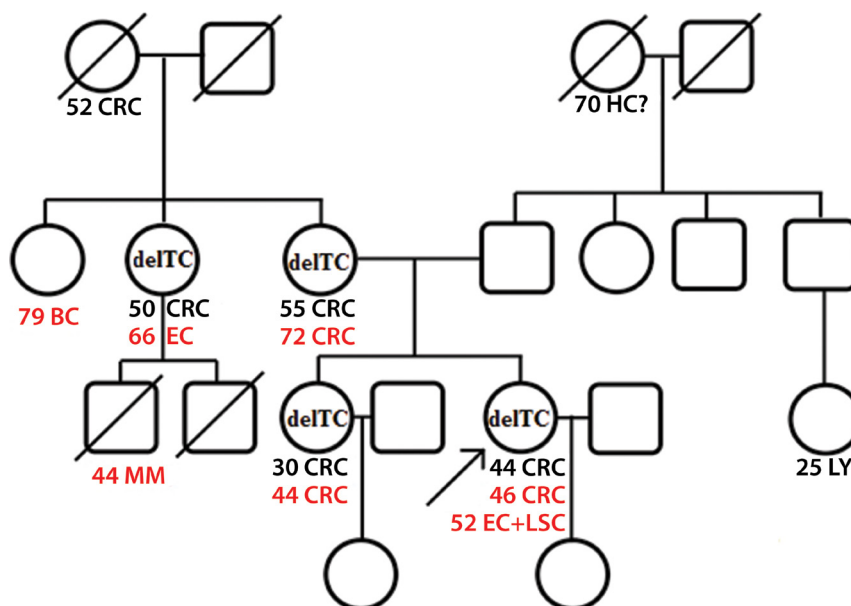 52 CRC
70 HC?
delTC
delTC
79 BC
50 CRC
66 EC
55 CRC
72 CRC
delTC
delTC
44 MM
30 CRC
44 CRC
44 CRC
46 CRC
52 EC+LSC
25 LY